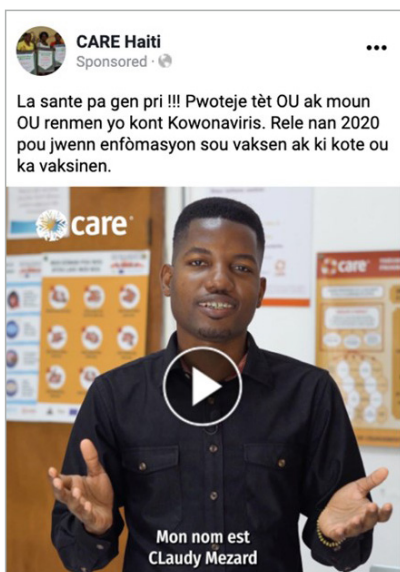 CARE Haiti
Sponsored ·
La sante pa gen pri !!! Pwoteje tèt OU ak moun
OU renmen yo kont Kowonaviris. Rele nan 2020
pou jwenn enfòmasyon sou vaksen ak ki kote ou
ka vaksinen.
care
care
Mon nom est
CLaudy Mezard